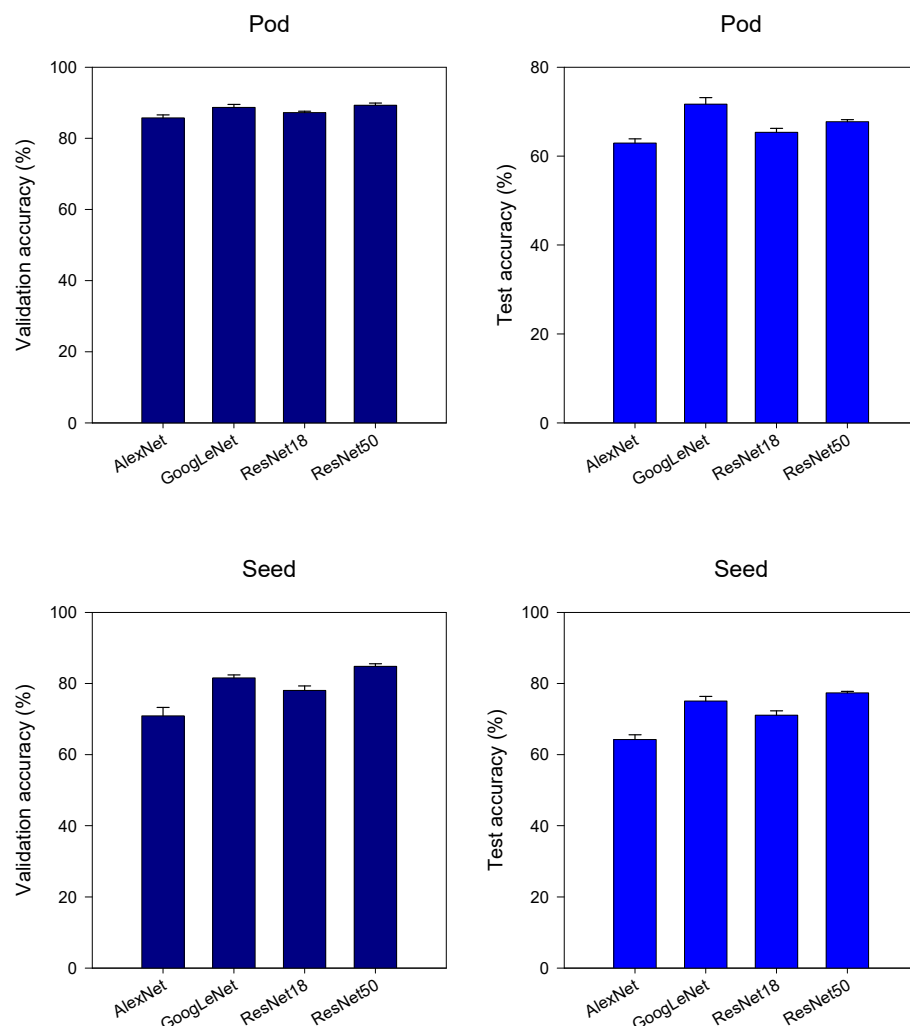 Pod
Validation accuracy (%)
100
80
60
40
20
0
AlexNet
GoogLeNet
ResNet18
ResNet50
Pod
Test accuracy (%)
80
60
40
20
0
AlexNet
GoogLeNet
ResNet18
ResNet50
Seed
Validation accuracy (%)
100
80
60
40
20
0
AlexNet
GoogLeNet
ResNet18
ResNet50
Seed
Test accuracy (%)
100
80
60
40
20
0
AlexNet
GoogLeNet
ResNet18
ResNet50